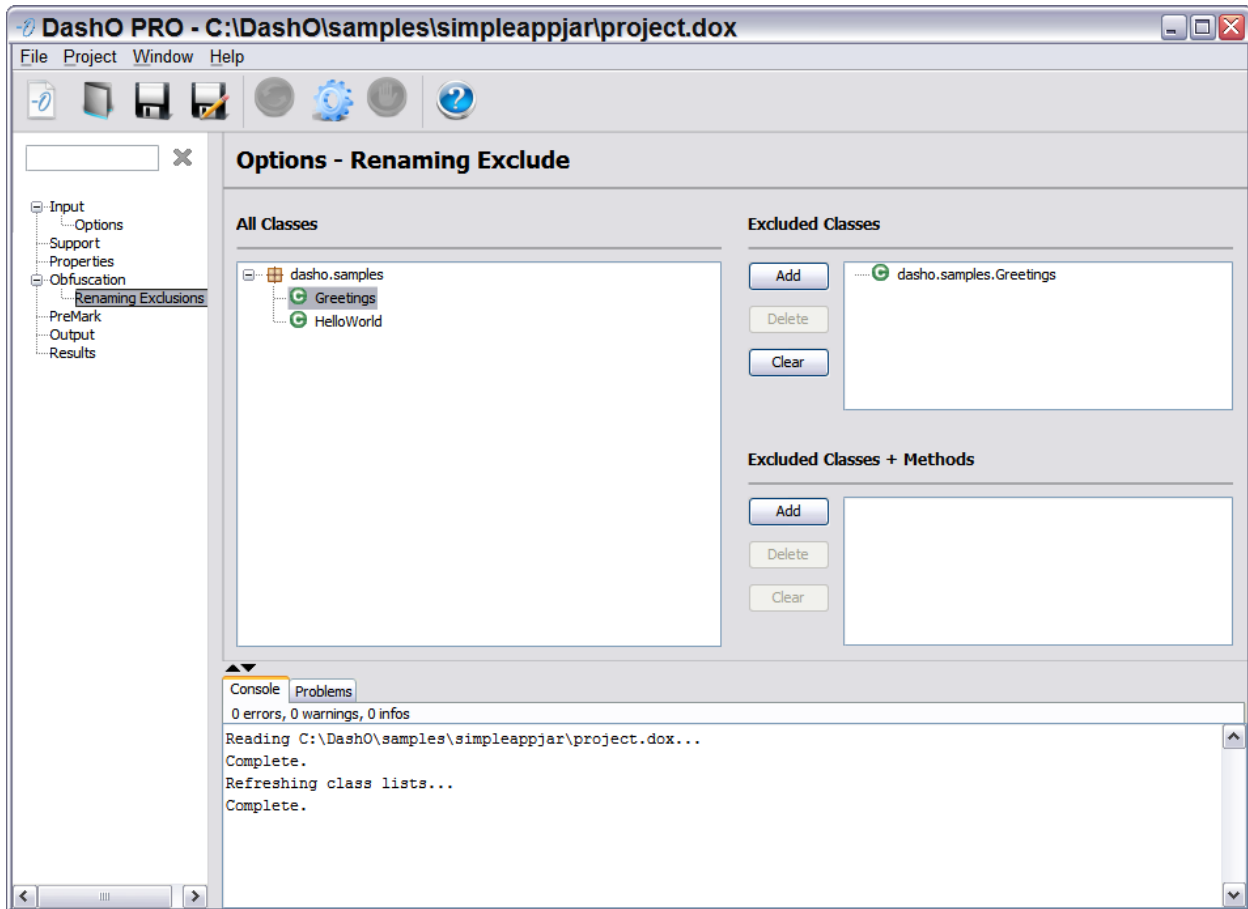 DashO PRO - C:\DashO\samples\simpleappjar\project.dox
File Project Window Help
Options - Renaming Exclude
Input
Options
Support
Properties
Obfuscation
Renaming Exclusions
PreMark
Output
Results
All Classes
dasho.samples
Greetings
HelloWorld
Excluded Classes
Add
Delete
Clear
dasho.samples.Greetings
Excluded Classes + Methods
Add
Delete
Clear
Console Problems
0 errors, 0 warnings, 0 infos
Reading C:\DashO\samples\simpleappjar\project.dox...
Complete.
Refreshing class lists...
Complete.